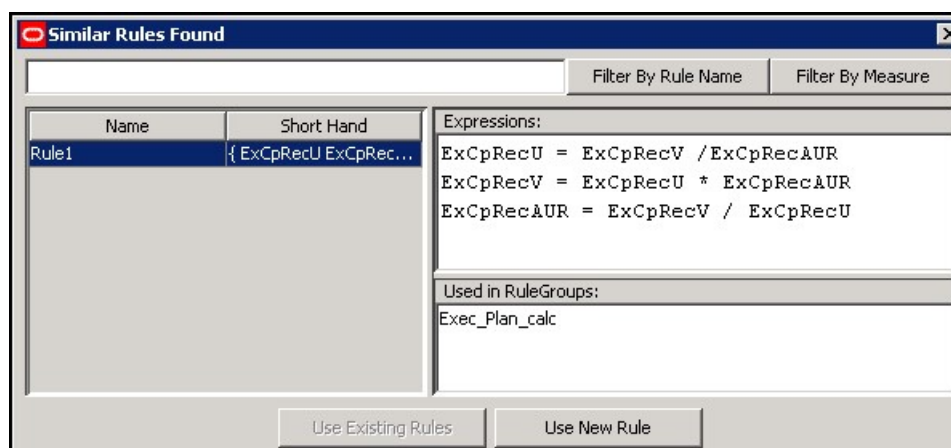 Similar Rules Found
Filter By Rule Name Filter By Measure
Name Short Hand
Rule1 { ExCpRecU ExCpRec...
Expressions:
ExCpRecU = ExCpRecV /ExCpRecAUR
ExCpRecV = ExCpRecU * ExCpRecAUR
ExCpRecAUR = ExCpRecV / ExCpRecU
Used in RuleGroups:
Exec_Plan_calc
Use Existing Rules Use New Rule